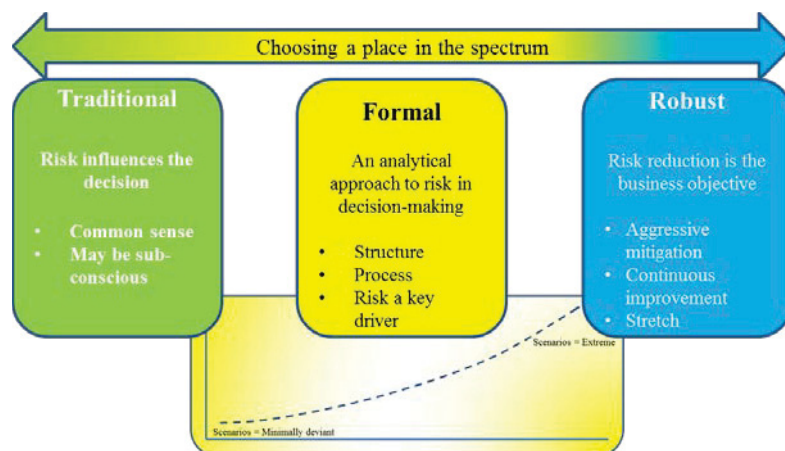 Choosing a place in the spectrum
Traditional
Risk influences the
decision
• Common sense
• May be sub-
conscious
Formal
An analytical
approach to risk in
decision-making
• Structure
• Process
• Risk a key
driver
Robust
Risk reduction is the
business objective
• Aggressive
mitigation
• Continuous
improvement
• Stretch
Scenarios = Extreme
Scenarios = Minimally deviant